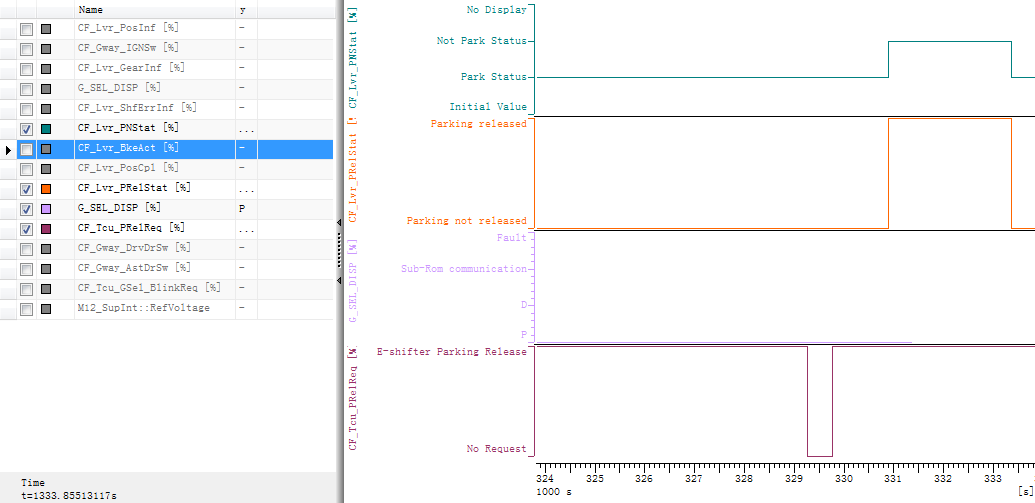 Name y
CF_Lvr_PosInf [%] -
CF_Gway_IGNSw [%] -
CF_Lvr_GearInf [%] -
G_SEL_DISP [%] -
CF_Lvr_ShfErrInf [%] -
CF_Lvr_PNStat [%] ...
CF_Lvr_BkeAct [%] -
CF_Lvr_PosCpl [%] -
CF_Lvr_PRelStat [%] ...
G_SEL_DISP [%] P
CF_Tcu_PRelReq [%] ...
CF_Gway_DrvDrSw [%] -
CF_Gway_AstDrSw [%] -
CF_Tcu_GSel_BlinkReq [%] -
M12_SupInt::RefVoltage -
Time
t=1333.85513117s
CF_Lvr_PNStat [%]
No Display
Not Park Status
Park Status
Initial Value
CF_Lvr_PRelStat
Parking released
Parking not released
G_SEL_DISP [%]
Fault
Sub-Rom communication
D
P
CF_Tcu_PRelReq [%]
E-shifter Parking Release
No Request
324 325 326 327 328 329 330 331 332 333
1000 s [s]